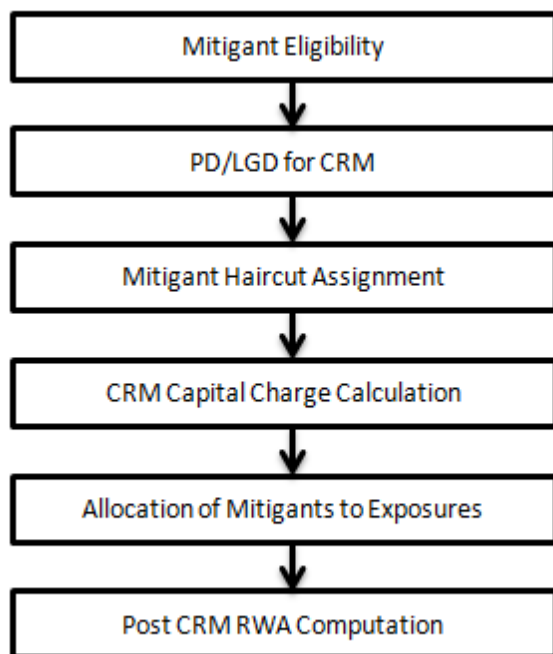 Mitigant Eligibility
PD/LGD for CRM
Mitigant Haircut Assignment
CRM Capital Charge Calculation
Allocation of Mitigants to Exposures
Post CRM RWA Computation